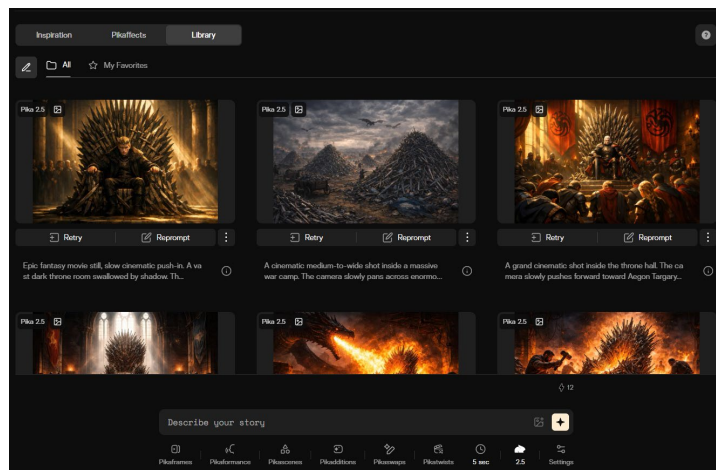 Inspiration
Pikaffects
Library
All
My Favorites
Pika 2.5
Pika 2.5
Pika 2.5
Retry
Reprompt
Retry
Reprompt
Retry
Reprompt
Epic fantasy movie still, slow cinematic push-in. A va
st dark throne room swallowed by shadow. Th...
A cinematic medium-to-wide shot inside a massive
war camp. The camera slowly pans across enormo...
A grand cinematic shot inside the throne hall. The ca
mera slowly pushes forward toward Aegon Targary...
Pika 2.5
Pika 2.5
Pika 2.5
12
Describe your story
Pikaframes
Pikaformance
Pikascenes
Pikadditions
Pikaswaps
Pikatwists
5 sec
2.5
Settings